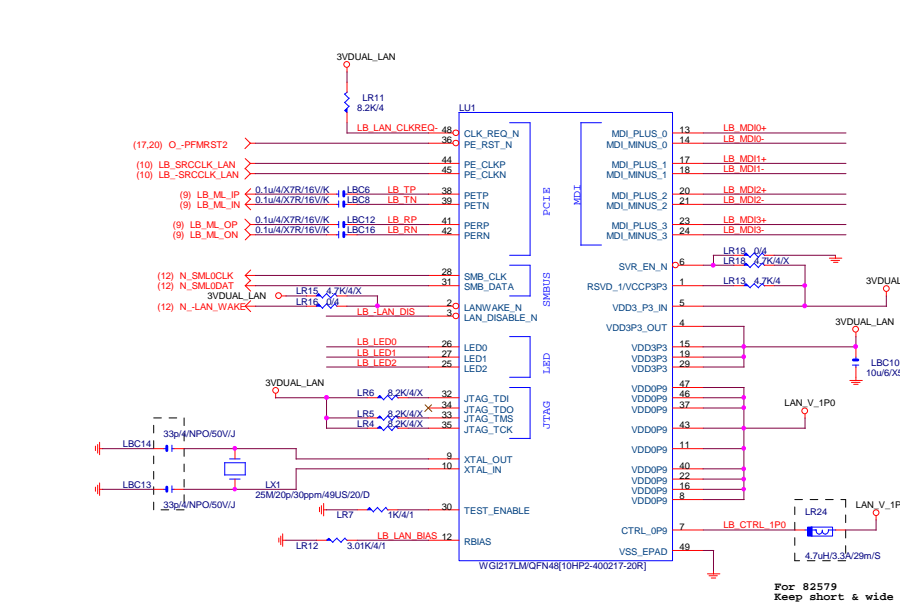 3VDUAL_LAN
LR11
8.2K/4
LU1
LB_LAN_CLKREQ- 48 CLK_REQ_N MDI_PLUS_0 13 LB_MDI0+
(17,20) O_-PFMRST2 36 PE_RST_N MDI_MINUS_0 14 LB_MDI0-
(10) LB_SRCCLK_LAN 44 PE_CLKP MDI_PLUS_1 17 LB_MDI1+
(10) LB_-SRCCLK_LAN 45 PE_CLKN MDI_MINUS_1 18 LB_MDI1-
(9) LB_ML_IP 0.1u/4/X7R/16V/K LBC6 LB_TP 38 PETP MDI_PLUS_2 20 LB_MDI2+
(9) LB_ML_IN 0.1u/4/X7R/16V/K LBC8 LB_TN 39 PETN MDI_MINUS_2 21 LB_MDI2-
PCIE
MDI
(9) LB_ML_OP 0.1u/4/X7R/16V/K LBC12 LB_RP 41 PERP MDI_PLUS_3 23 LB_MDI3+
(9) LB_ML_ON 0.1u/4/X7R/16V/K LBC16 LB_RN 42 PERN MDI_MINUS_3 24 LB_MDI3-
LR19 0/4
SVR_EN_N 6 LR18 4.7K/4/X
(12) N_SML0CLK 28 SMB_CLK
(12) N_SML0DAT 31 SMB_DATA RSVD_1/VCCP3P3 1 LR13 4.7K/4
SMBUS
3VDUAL
3VDUAL_LAN LR15 4.7K/4/X
(12) N_-LAN_WAKE LR16 0/4 2 LANWAKE_N VDD3_P3_IN 5
LB_-LAN_DIS 3 LAN_DISABLE_N
VDD3P3_OUT 4 3VDUAL_LAN
LB_LED0 26 LED0 VDD3P3 15
LB_LED1 27 LED1 VDD3P3 19
LB_LED2 25 LED2 VDD3P3 29
LED
LBC10
10u/6/X5
3VDUAL_LAN
VDD0P9 47
LR6 8.2K/4/X 32 JTAG_TDI VDD0P9 46
34 JTAG_TDO VDD0P9 37
LR5 8.2K/4/X 33 JTAG_TMS
LR4 8.2K/4/X 35 JTAG_TCK VDD0P9 43
JTAG
LAN_V_1P0
33p/4/NPO/50V/J
LBC14
VDD0P9 11
9 XTAL_OUT
10 XTAL_IN VDD0P9 40
VDD0P9 22
VDD0P9 16
VDD0P9 8
LBC13 LX1
25M/20p/30ppm/49US/20/D
33p/4/NPO/50V/J
LR7 1K/4/1 30 TEST_ENABLE
LR24 LAN_V_1P
CTRL_0P9 7 LB_CTRL_1P0
LR12 3.01K/4/1 LB_LAN_BIAS 12 RBIAS
VSS_EPAD 49
4.7uH/3.3A/29m/S
WGI217LM/QFN48[10HP2-400217-20R]
For 82579
Keep short & wide